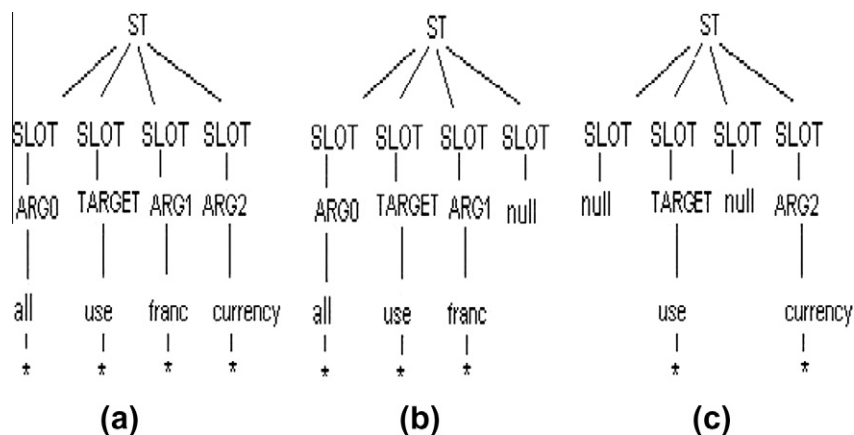 ST ST ST
SLOT SLOT SLOT SLOT SLOT SLOT SLOT SLOT SLOT SLOT SLOT SLOT
ARG0 TARGET ARG1 ARG2 ARG0 TARGET ARG1 null null TARGET null ARG2
all use franc currency all use franc use currency
* * * * * * * * *
(a) (b) (c)